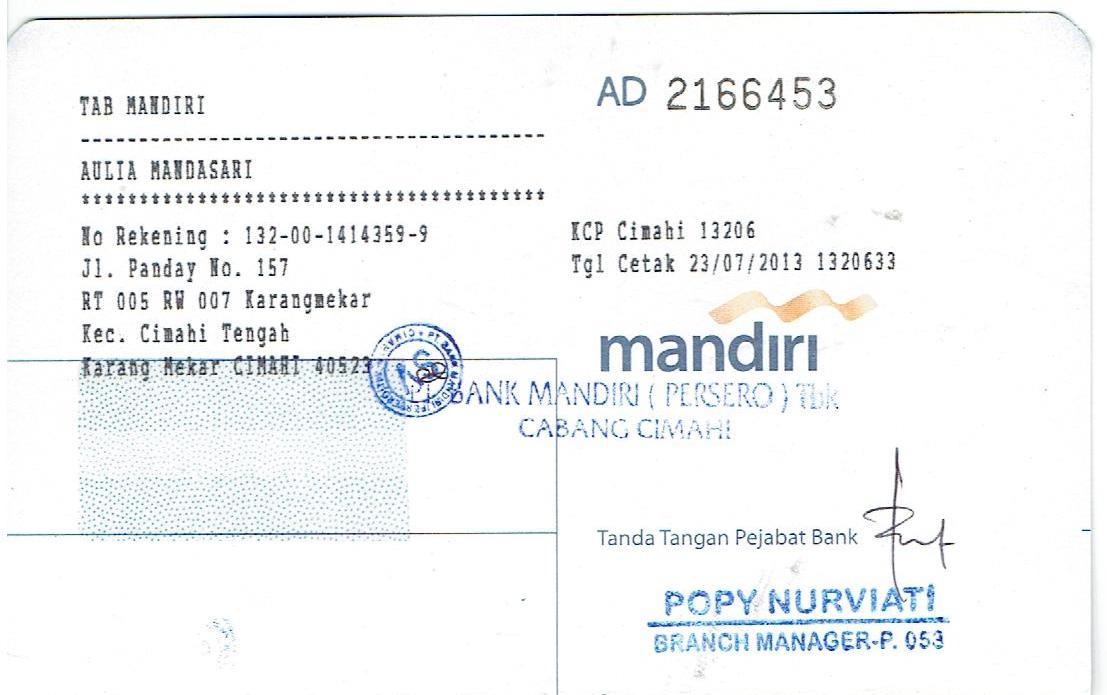 TAB MANDIRI
AULIA MANDASARI
No Rekening : 132-00-1414359-9
Jl. Panday No. 157
RT 005 RW 007 Karangmekar
Kec. Cimahi Tengah
Karang Mekar CIMAHI 40523
AD 2166453
KCP Cimahi 13206
Tgl Cetak 23/07/2013 1320633
mandiri
BANK MANDIRI ( PERSERO ) Tbk
CABANG CIMAHI
Tanda Tangan Pejabat Bank
POPY NURVIATI
BRANCH MANAGER-P. 053